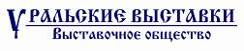 Уральские выставки
Выставочное общество